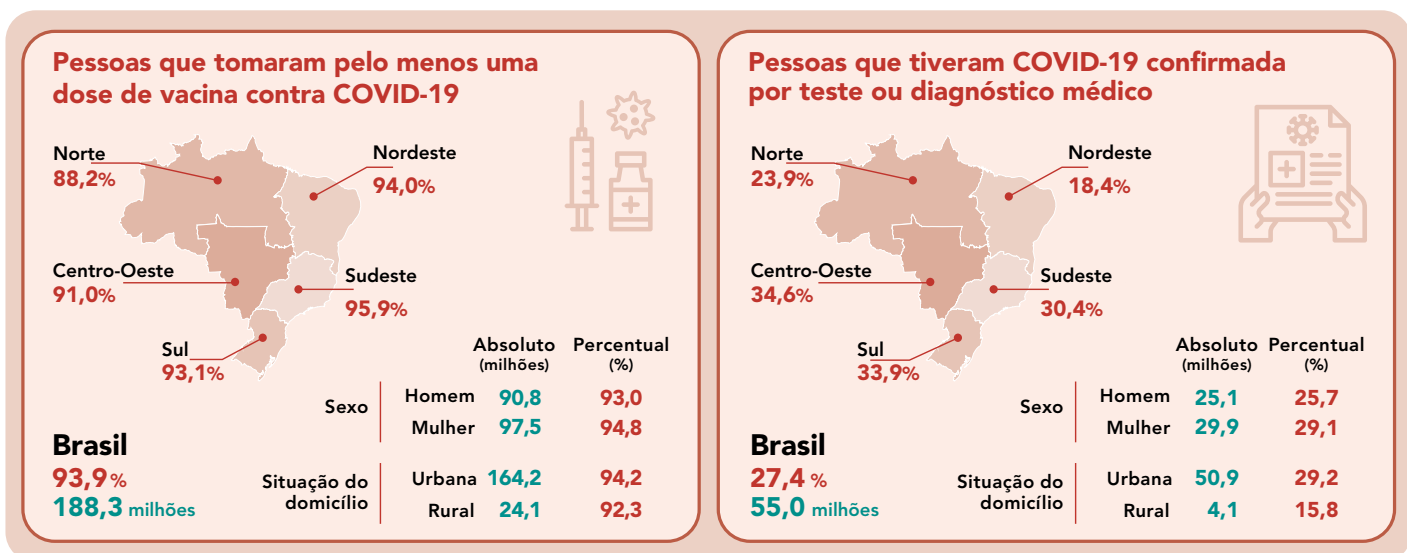 Pessoas que tomaram pelo menos uma
dose de vacina contra COVID-19
Norte
88,2%
Nordeste
94,0%
Centro-Oeste
91,0%
Sudeste
95,9%
Sul
93,1%
Absoluto Percentual
(milhões) (%)
Sexo
Homem 90,8 93,0
Mulher 97,5 94,8
Brasil
93,9 %
188,3 milhões
Situação do
domicílio
Urbana 164,2 94,2
Rural 24,1 92,3
Pessoas que tiveram COVID-19 confirmada
por teste ou diagnóstico médico
Norte
23,9%
Nordeste
18,4%
Centro-Oeste
34,6%
Sudeste
30,4%
Sul
33,9%
Absoluto Percentual
(milhões) (%)
Sexo
Homem 25,1 25,7
Mulher 29,9 29,1
Brasil
27,4 %
55,0 milhões
Situação do
domicílio
Urbana 50,9 29,2
Rural 4,1 15,8